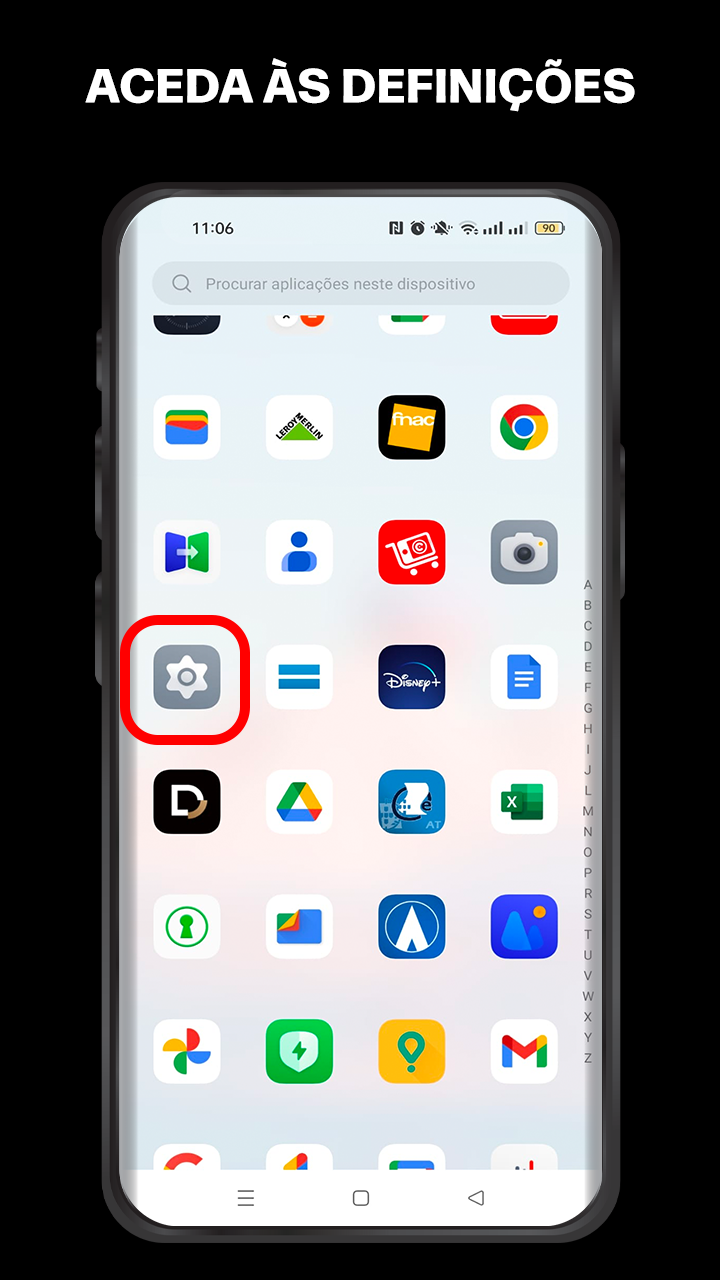 ACEDA ÀS DEFINIÇÕES
11:06
90
Procurar aplicações neste dispositivo
LEROY MERLIN
fnac
C
A
B
C
D
E
F
G
H
I
J
L
M
N
O
P
R
S
T
U
V
W
X
Y
Z
Disney+
D
AT
X